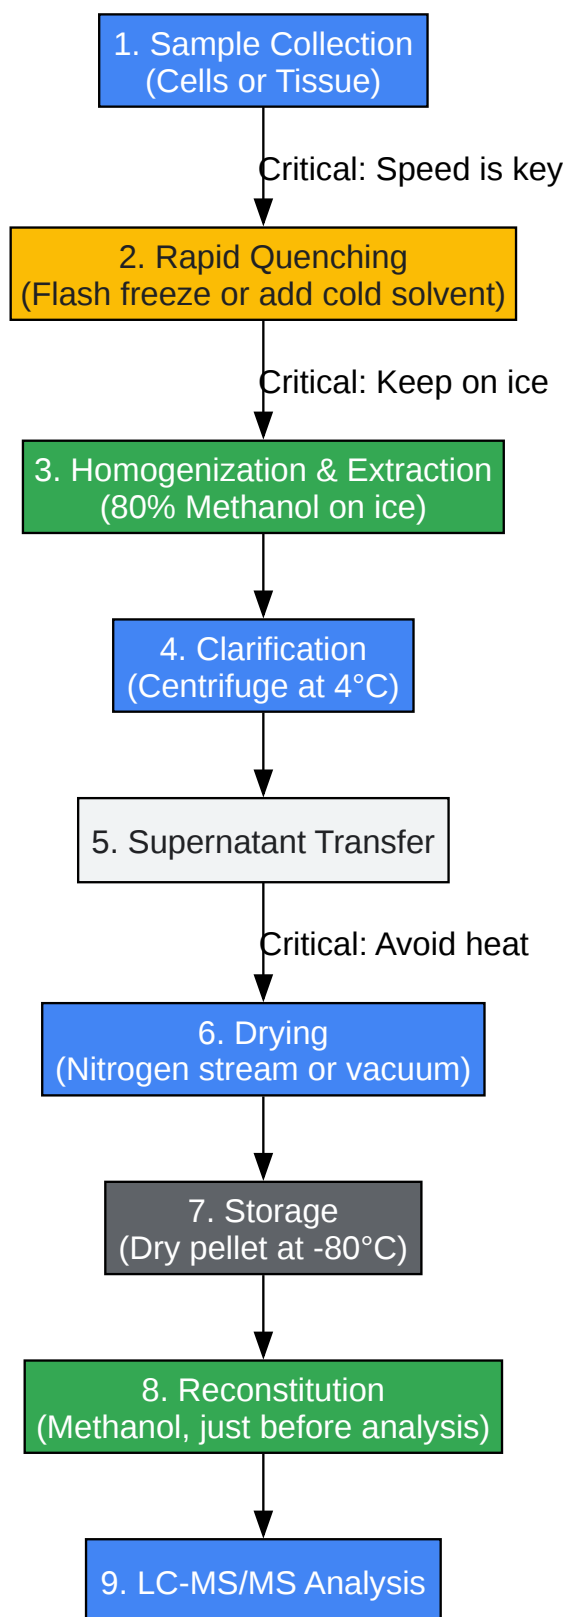 1. Sample Collection
(Cells or Tissue)
Critical: Speed is key
2. Rapid Quenching
(Flash freeze or add cold solvent)
Critical: Keep on ice
3. Homogenization & Extraction
(80% Methanol on ice)
4. Clarification
(Centrifuge at 4°C)
5. Supernatant Transfer
Critical: Avoid heat
6. Drying
(Nitrogen stream or vacuum)
7. Storage
(Dry pellet at -80°C)
8. Reconstitution
(Methanol, just before analysis)
9. LC-MS/MS Analysis